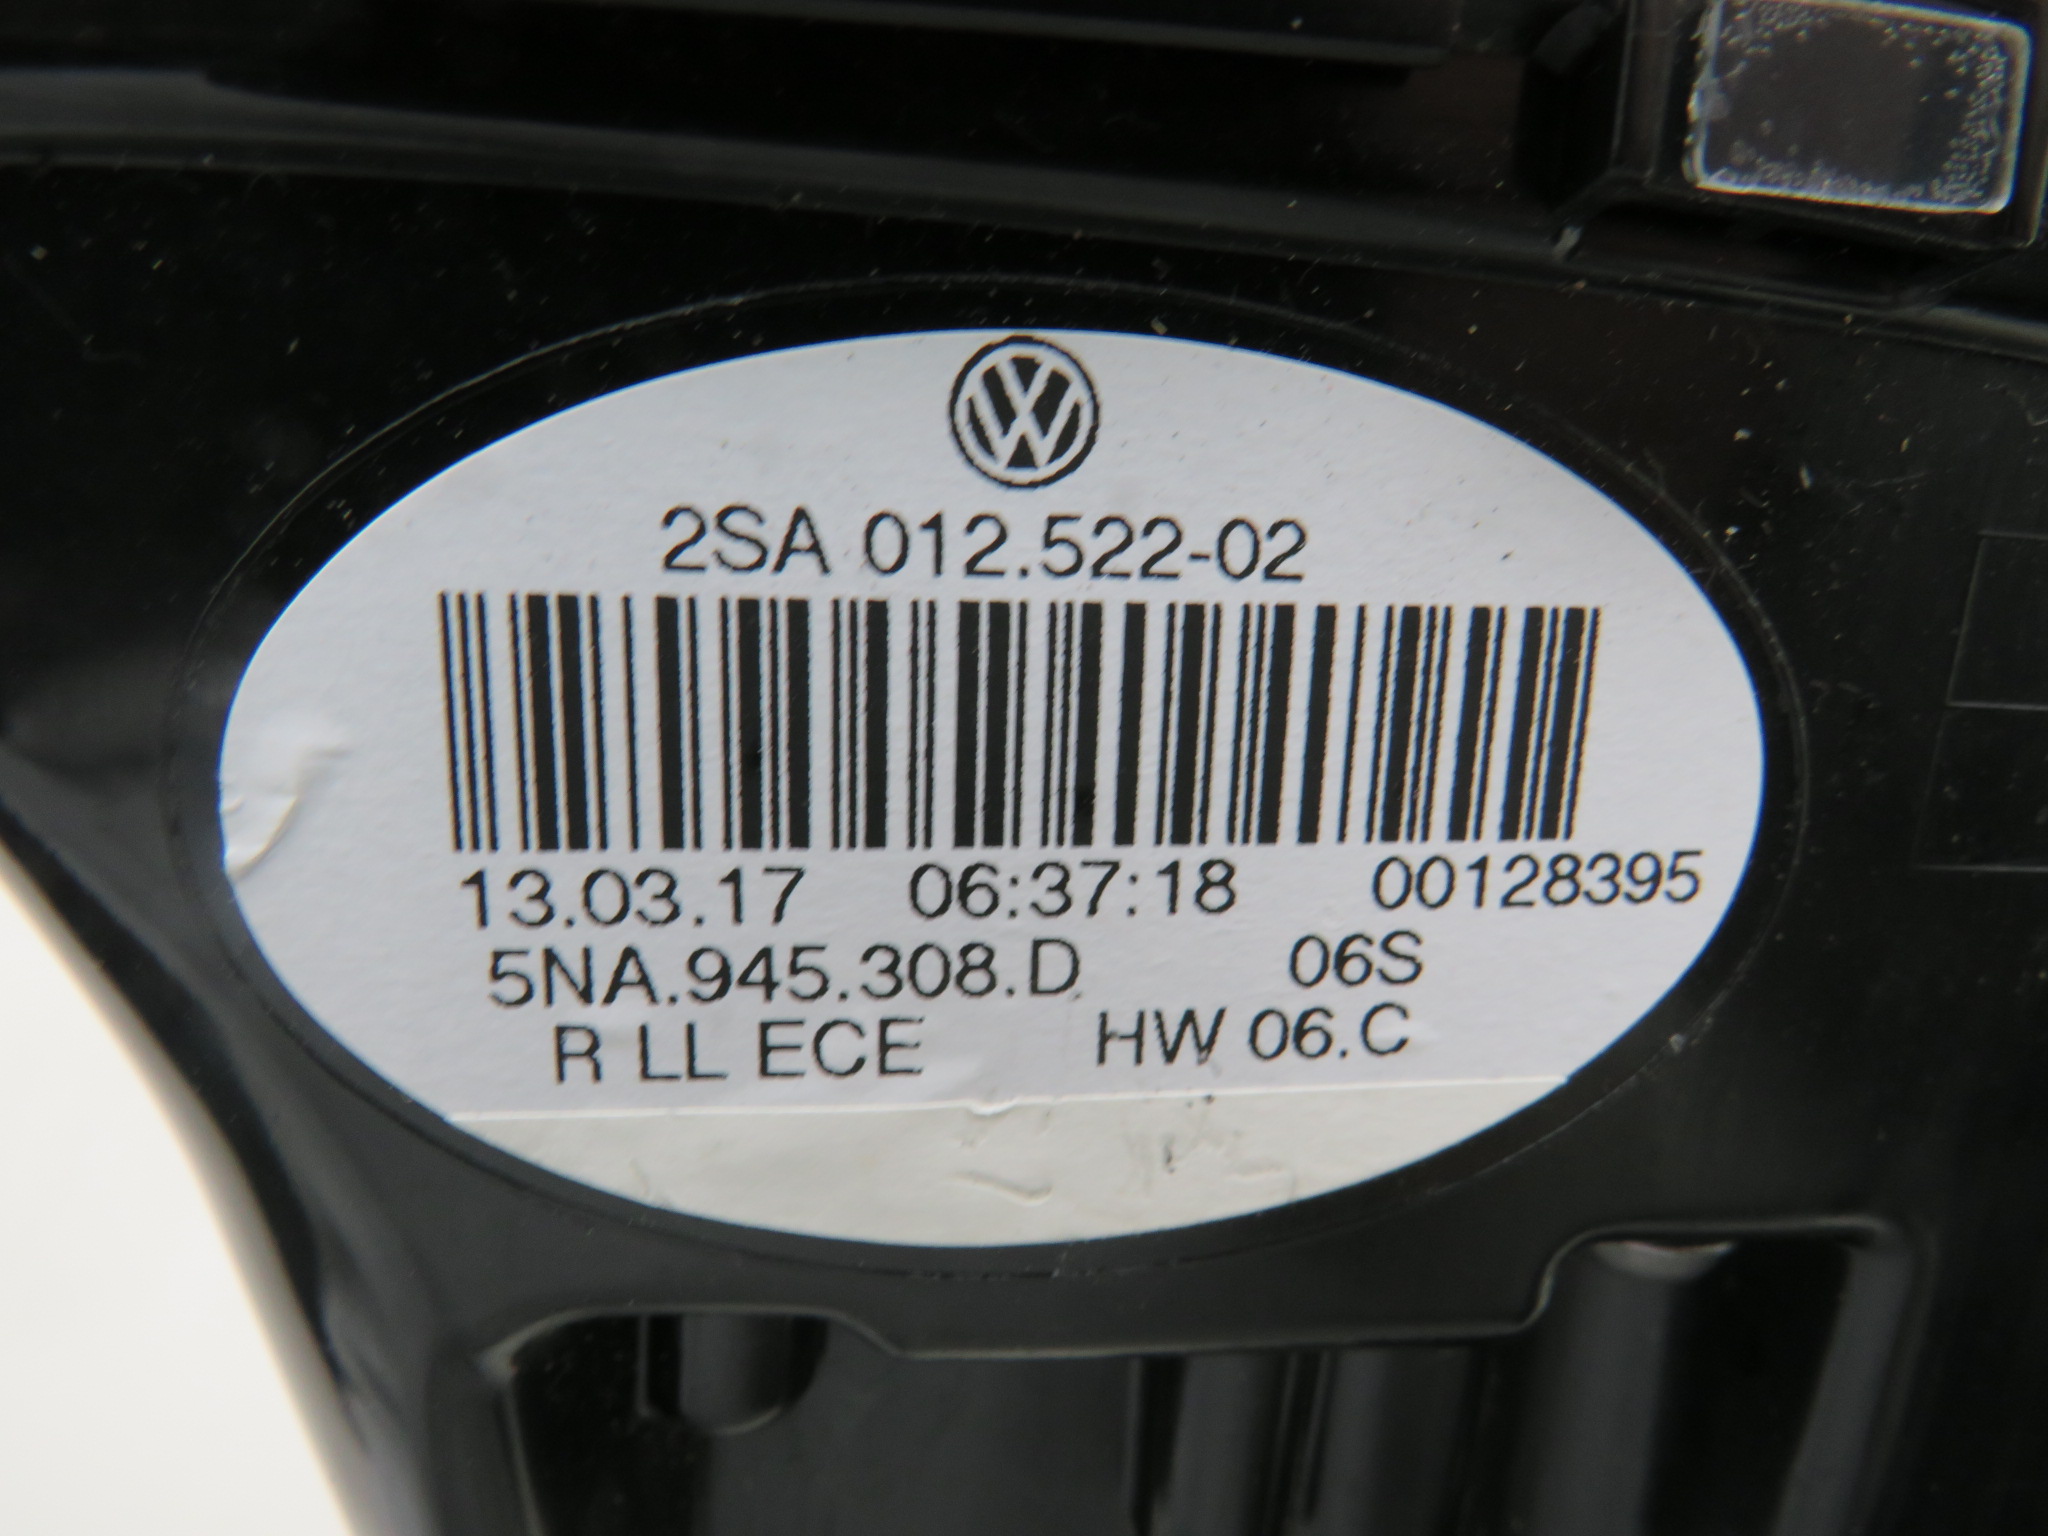 2SA 012.522-02
13.03.17 06:37:18 00128395
5NA.945.308.D 06S
R LL ECE HW 06.C